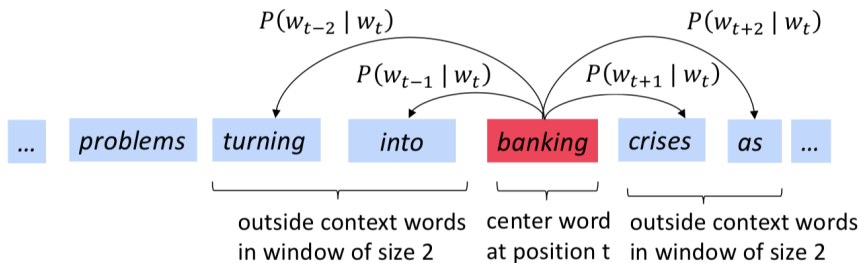 P(w_{t-2} | w_t) P(w_{t+2} | w_t)
P(w_{t-1} | w_t) P(w_{t+1} | w_t)
... problems turning into banking crises as ...
outside context words
in window of size 2
center word
at position t
outside context words
in window of size 2